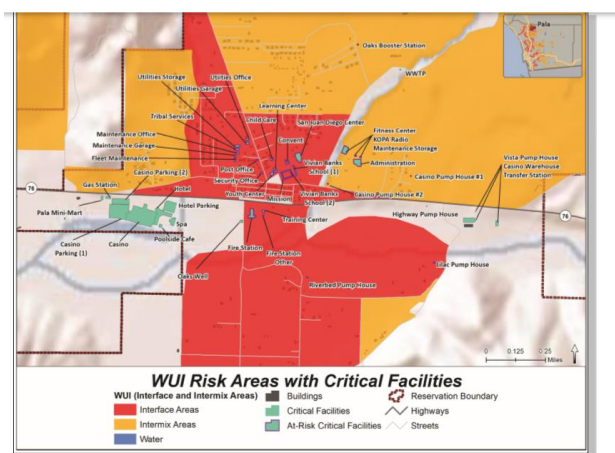 Pala
Oaks Booster Station
WWTP
Utilities Storage
Utilities Office
Utilities Garage
Learning Center
Tribal Services
Child Care
San Juan Diego Center
Maintenance Office
Convent
Fitness Center
KOPA Radio
Maintenance Garage
Maintenance Storage
Fleet Maintenance
Post Office
Vivian Banks
School (1)
Administration
Vista Pump House
Casino Warehouse
Transfer Station
Casino Parking (2)
Security Office
Casino Pump House #1
Gas Station
Hotel
Youth Center
Mission
Vivian Banks
School (2)
Casino Pump House #2
76
Pala Mini-Mart
Hotel Parking
Highway Pump House
76
Spa
Training Center
Casino
Parking (1)
Casino
Poolside Cafe
Fire Station
Fire Station
Other
Oaks Well
Lilac Pump House
Riverbed Pump House
0 0.125 0.25
Miles
WUI Risk Areas with Critical Facilities
WUI (Interface and Intermix Areas)
Interface Areas
Intermix Areas
Water
Buildings
Critical Facilities
At-Risk Critical Facilities
Reservation Boundary
Highways
Streets